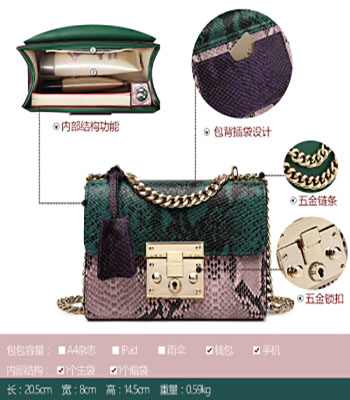 内部结构功能
包背插袋设计
五金链条
五金锁扣
包包容量： A4杂志 IPad 雨伞 钱包 手机
内部结构： 1个主袋 1个暗袋
长：20.5cm 宽：8cm 高：14.5cm 重量：0.59kg